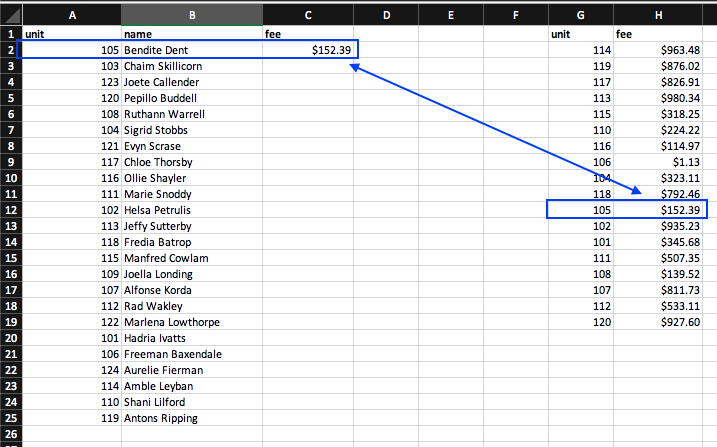 A B C D E F G H
1 unit name fee unit fee
2 105 Bendite Dent $152.39 114 $963.48
3 103 Chaim Skillicorn 119 $876.02
4 123 Joete Callender 117 $826.91
5 120 Pepillo Buddell 113 $980.34
6 108 Ruthann Warrell 115 $318.25
7 104 Sigrid Stobbs 110 $224.22
8 121 Evyn Scrase 116 $114.97
9 117 Chloe Thorsby 106 $1.13
10 116 Ollie Shayler 104 $323.11
11 111 Marie Snoddy 118 $792.46
12 102 Helsa Petrulis 105 $152.39
13 113 Jeffy Sutterby 102 $935.23
14 118 Fredia Batrop 101 $345.68
15 115 Manfred Cowlam 111 $507.35
16 109 Joella Londing 108 $139.52
17 107 Alfonse Korda 107 $811.73
18 112 Rad Wakley 112 $533.11
19 122 Marlena Lowthorpe 120 $927.60
20 101 Hadria Ivatts
21 106 Freeman Baxendale
22 124 Aurelie Fierman
23 114 Amble Leyban
24 110 Shani Lilford
25 119 Antons Ripping
26